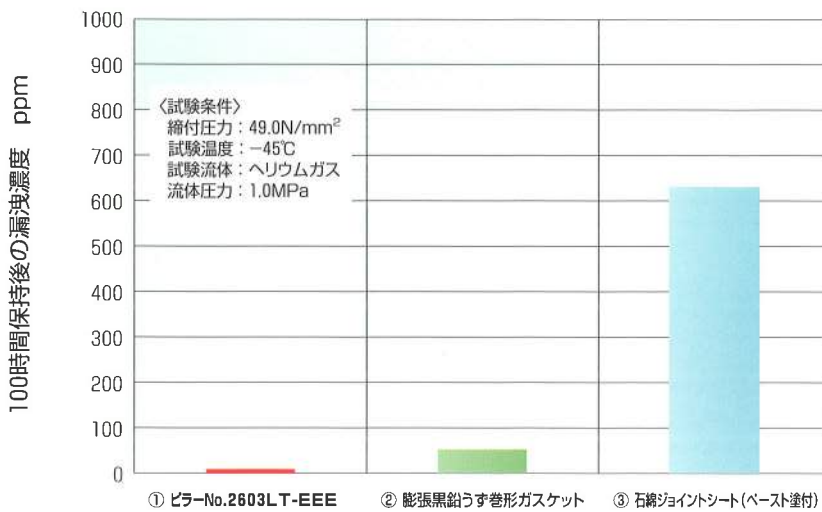 100時間保持後の漏洩濃度 ppm
1000
900
800
700
600
500
400
300
200
100
0
〈試験条件〉
締付圧力：49.0N/mm²
試験温度：−45℃
試験流体：ヘリウムガス
流体圧力：1.0MPa
① ピラーNo.2603LT-EEE
② 膨張黒鉛うず巻形ガスケット
③ 石綿ジョイントシート(ペースト塗付)